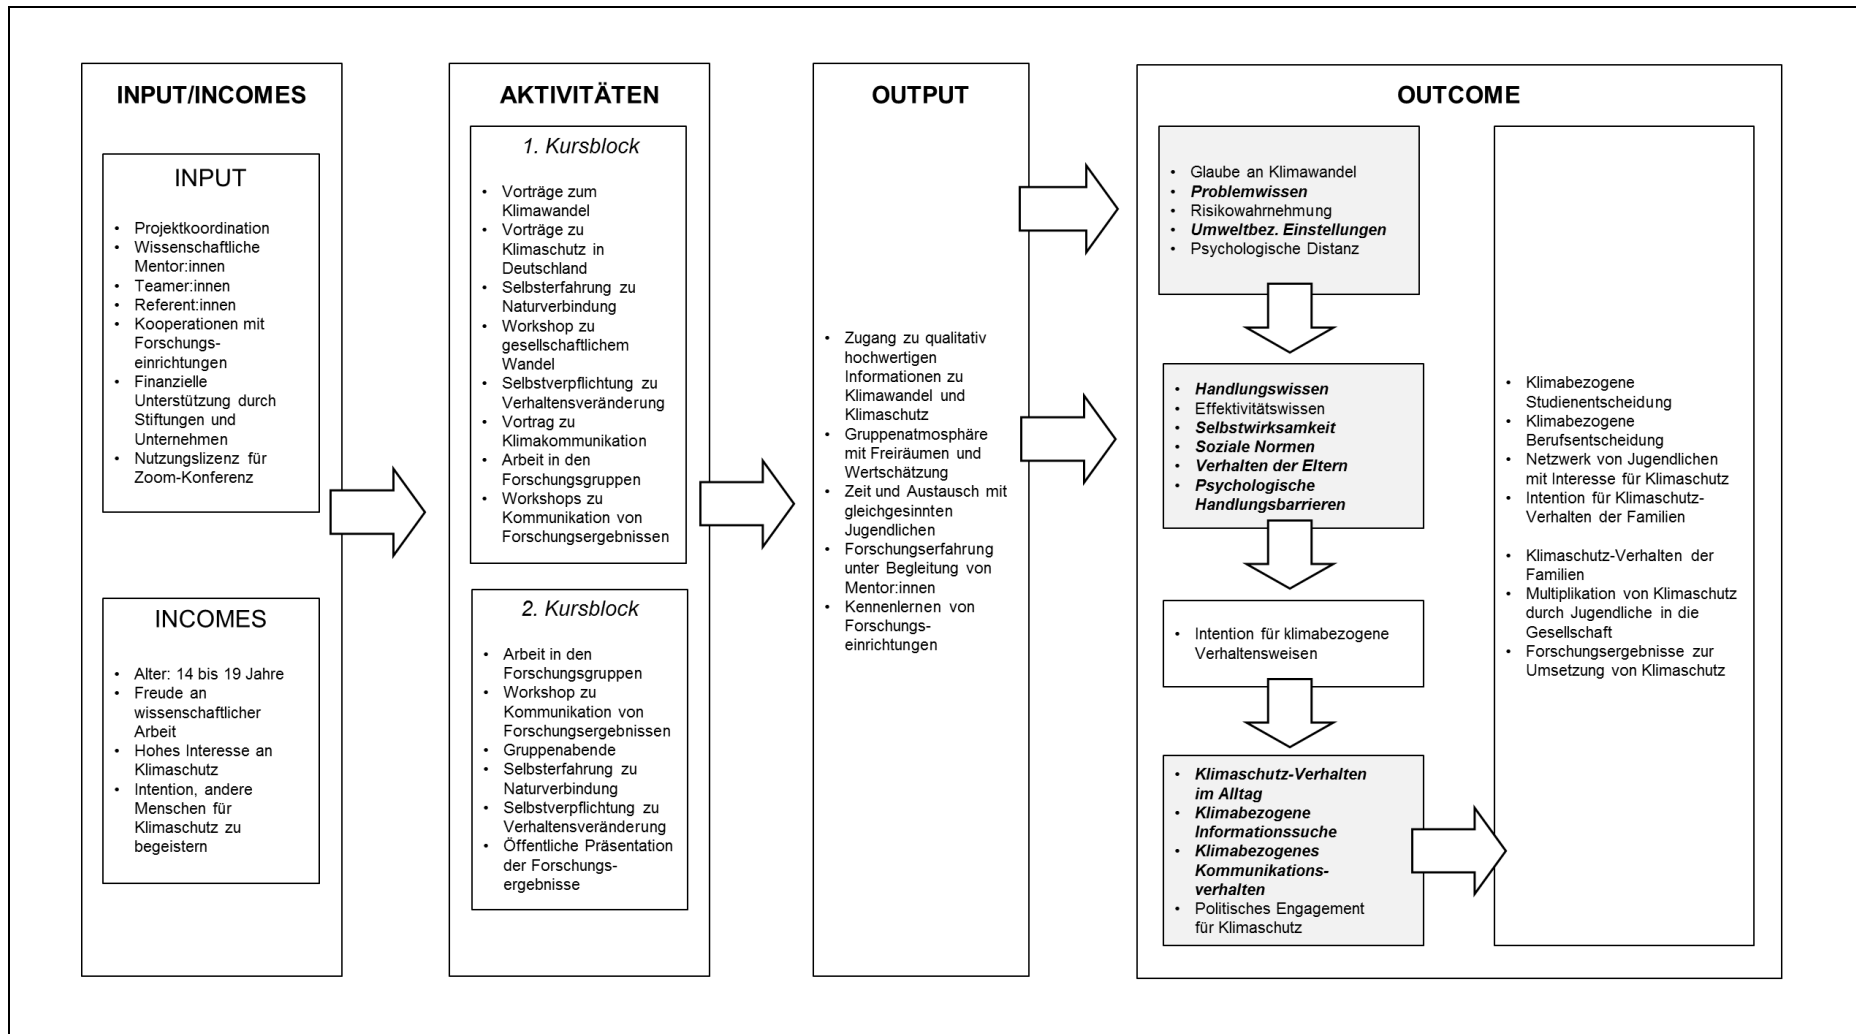 INPUT/INCOMES
INPUT
• Projektkoordination
• Wissenschaftliche
Mentor:innen
• Teamer:innen
• Referent:innen
• Kooperationen mit
Forschungs-
einrichtungen
• Finanzielle
Unterstützung durch
Stiftungen und
Unternehmen
• Nutzungslizenz für
Zoom-Konferenz
INCOMES
• Alter: 14 bis 19 Jahre
• Freude an
wissenschaftlicher
Arbeit
• Hohes Interesse an
Klimaschutz
• Intention, andere
Menschen für
Klimaschutz zu
begeistern
AKTIVITÄTEN
1. Kursblock
• Vorträge zum
Klimawandel
• Vorträge zu
Klimaschutz in
Deutschland
• Selbsterfahrung zu
Naturverbindung
• Workshop zu
gesellschaftlichem
Wandel
• Selbstverpflichtung zu
Verhaltensveränderung
• Vortrag zu
Klimakommunikation
• Arbeit in den
Forschungsgruppen
• Workshops zu
Kommunikation von
Forschungsergebnissen
2. Kursblock
• Arbeit in den
Forschungsgruppen
• Workshop zu
Kommunikation von
Forschungsergebnissen
• Gruppenabende
• Selbsterfahrung zu
Naturverbindung
• Selbstverpflichtung zu
Verhaltensveränderung
• Öffentliche Präsentation
der Forschungs-
ergebnisse
OUTPUT
• Zugang zu qualitativ
hochwertigen
Informationen zu
Klimawandel und
Klimaschutz
• Gruppenatmosphäre
mit Freiräumen und
Wertschätzung
• Zeit und Austausch mit
gleichgesinnten
Jugendlichen
• Forschungserfahrung
unter Begleitung von
Mentor:innen
• Kennenlernen von
Forschungs-
einrichtungen
OUTCOME
• Glaube an Klimawandel
• Problemwissen
• Risikowahrnehmung
• Umweltbez. Einstellungen
• Psychologische Distanz
• Handlungswissen
• Effektivitätswissen
• Selbstwirksamkeit
• Soziale Normen
• Verhalten der Eltern
• Psychologische
Handlungsbarrieren
• Intention für klimabezogene
Verhaltensweisen
• Klimaschutz-Verhalten
im Alltag
• Klimabezogene
Informationssuche
• Klimabezogenes
Kommunikations-
verhalten
• Politisches Engagement
für Klimaschutz
• Klimabezogene
Studienentscheidung
• Klimabezogene
Berufsentscheidung
• Netzwerk von Jugendlichen
mit Interesse für Klimaschutz
• Intention für Klimaschutz-
Verhalten der Familien
• Klimaschutz-Verhalten der
Familien
• Multiplikation von Klimaschutz
durch Jugendliche in die
Gesellschaft
• Forschungsergebnisse zur
Umsetzung von Klimaschutz